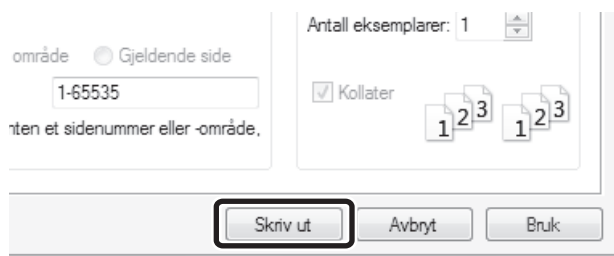 Antall eksemplarer: 1
område Gjeldende side
1-65535
Kollater
nten et sidenummer eller -område,
1 2 3 1 2 3
Skriv ut Avbryt Bruk